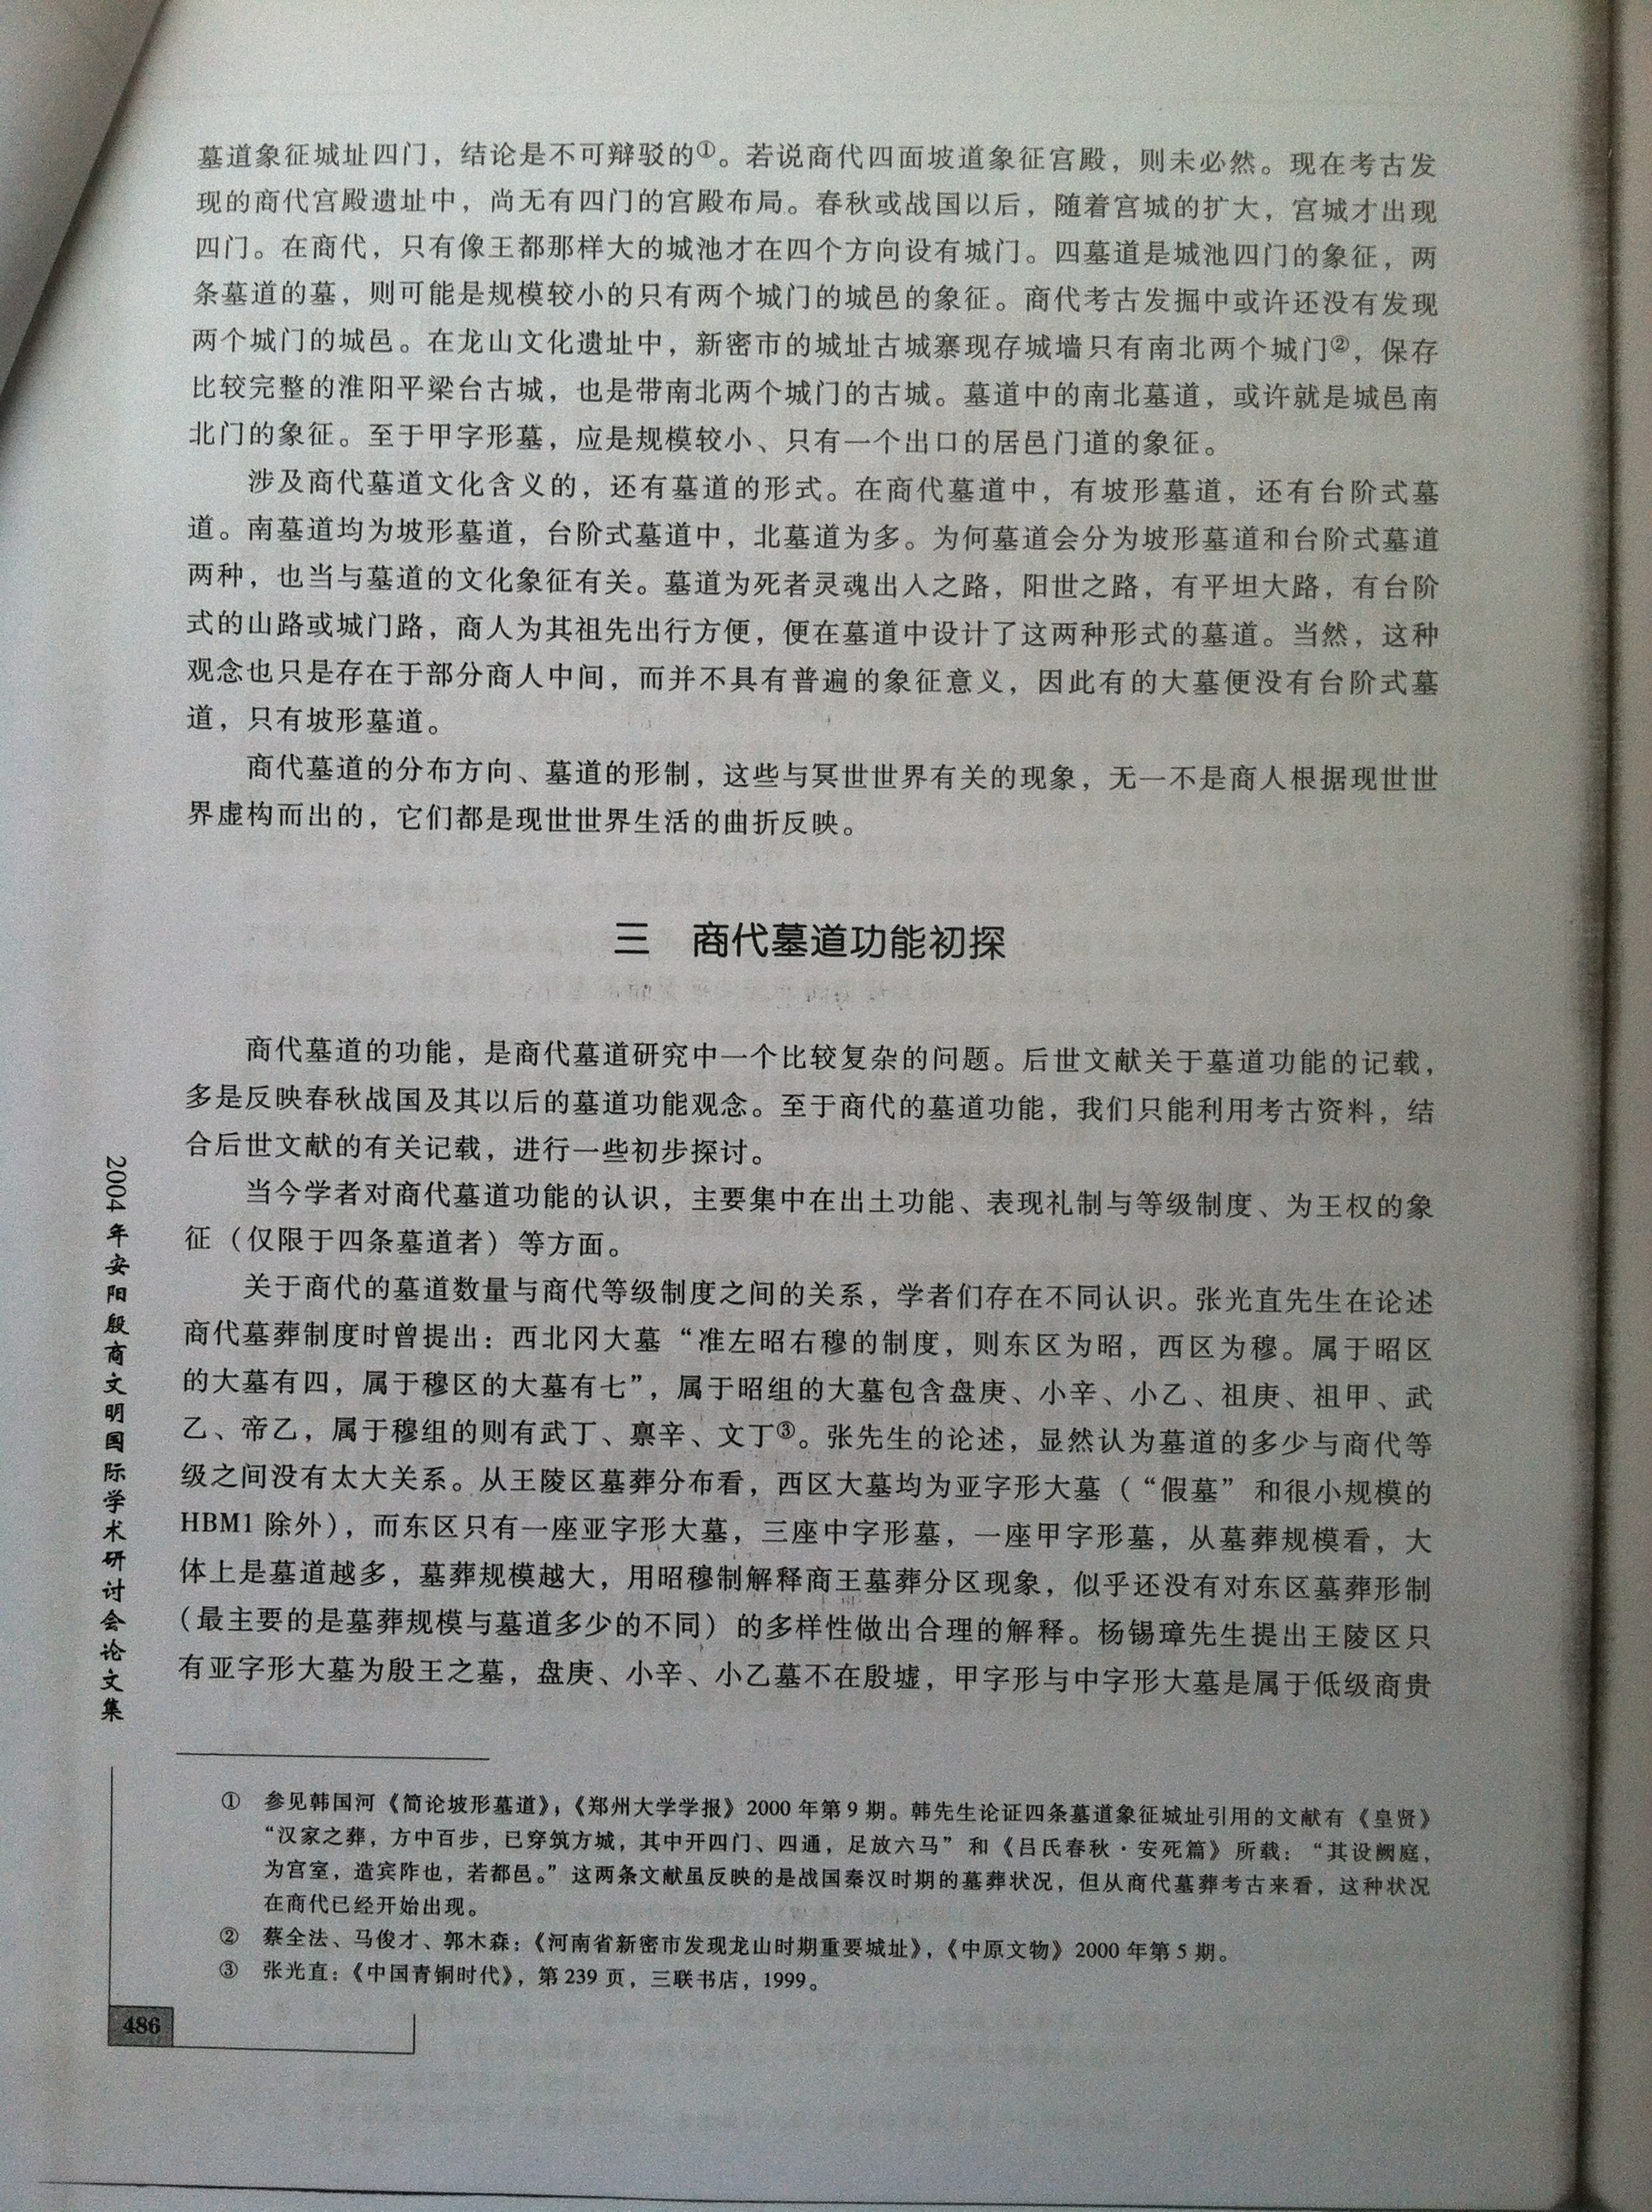 墓道象征城址四门，结论是不可辩驳的①。若说商代四面坡道象征宫殿，则未必然。现在考古发
现的商代宫殿遗址中，尚无有四门的宫殿布局。春秋或战国以后，随着宫城的扩大，宫城才出现
四门。在商代，只有像王都那样大的城池才在四个方向设有城门。四墓道是城池四门的象征，两
条墓道的墓，则可能是规模较小的只有两个城门的城邑的象征。商代考古发掘中或许还没有发现
两个城门的城邑。在龙山文化遗址中，新密市的城址古城寨现存城墙只有南北两个城门②，保存
比较完整的淮阳平粱台古城，也是带南北两个城门的古城。墓道中的南北墓道，或许就是城邑南
北门的象征。至于甲字形墓，应是规模较小、只有一个出口的居邑门道的象征。
涉及商代墓道文化含义的，还有墓道的形式。在商代墓道中，有坡形墓道，还有台阶式墓
道。南墓道均为坡形墓道，台阶式墓道中，北墓道为多。为何墓道会分为坡形墓道和台阶式墓道
两种，也当与墓道的文化象征有关。墓道为死者灵魂出人之路，阳世之路，有平坦大路，有台阶
式的山路或城门路，商人为其祖先出行方便，便在墓道中设计了这两种形式的墓道。当然，这种
观念也只是存在于部分商人中间，而并不具有普遍的象征意义，因此有的大墓便没有台阶式墓
道，只有坡形墓道。
商代墓道的分布方向、墓道的形制，这些与冥世世界有关的现象，无一不是商人根据现世世
界虚构而出的，它们都是现世世界生活的曲折反映。
三 商代墓道功能初探
商代墓道的功能，是商代墓道研究中一个比较复杂的问题。后世文献关于墓道功能的记载，
多是反映春秋战国及其以后的墓道功能观念。至于商代的墓道功能，我们只能利用考古资料，结
合后世文献的有关记载，进行一些初步探讨。
当今学者对商代墓道功能的认识，主要集中在出土功能、表现礼制与等级制度、为王权的象
征（仅限于四条墓道者）等方面。
关于商代的墓道数量与商代等级制度之间的关系，学者们存在不同认识。张光直先生在论述
商代墓葬制度时曾提出：西北冈大墓“准左昭右穆的制度，则东区为昭，西区为穆。属于昭区
的大墓有四，属于穆区的大墓有七”，属于昭组的大墓包含盘庚、小辛、小乙、祖庚、祖甲、武
乙、帝乙，属于穆组的则有武丁、禀辛、文丁③。张先生的论述，显然认为墓道的多少与商代等
级之间没有太大关系。从王陵区墓葬分布看，西区大墓均为亚字形大墓（“假墓”和很小规模的
HBM1 除外），而东区只有一座亚字形大墓，三座中字形墓，一座甲字形墓，从墓葬规模看，大
体上是墓道越多，墓葬规模越大，用昭穆制解释商王墓葬分区现象，似乎还没有对东区墓葬形制
（最主要的是墓葬规模与墓道多少的不同）的多样性做出合理的解释。杨锡璋先生提出王陵区只
有亚字形大墓为殷王之墓，盘庚、小辛、小乙墓不在殷墟，甲字形与中字形大墓是属于低级商贵
① 参见韩国河《简论坡形墓道》，《郑州大学学报》2000 年第 9 期。韩先生论证四条墓道象征城址引用的文献有《皇贤》
“汉家之葬，方中百步，已穿筑方城，其中开四门、四通，足放六马”和《吕氏春秋·安死篇》所载：“其设阙庭，
为宫室，造宾阼也，若都邑。”这两条文献虽反映的是战国秦汉时期的墓葬状况，但从商代墓葬考古来看，这种状况
在商代已经开始出现。
② 蔡全法、马俊才、郭木森：《河南省新密市发现龙山时期重要城址》，《中原文物》2000 年第 5 期。
③ 张光直：《中国青铜时代》，第 239 页，三联书店，1999。
2004年安阳殷商文明国际学术研讨会论文集
486